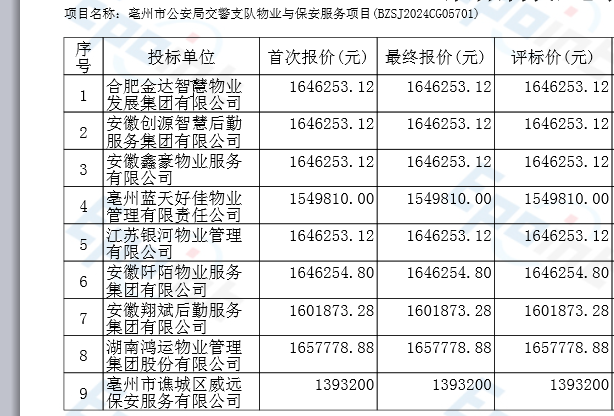 项目名称：亳州市公安局交警支队物业与保安服务项目(BZSJ2024CG05701)
序号 投标单位 首次报价(元) 最终报价(元) 评标价(元)
1 合肥金达智慧物业发展集团有限公司 1646253.12 1646253.12 1646253.12
2 安徽创源智慧后勤服务集团有限公司 1646253.12 1646253.12 1646253.12
3 安徽鑫豪物业服务有限公司 1646253.12 1646253.12 1646253.12
4 亳州蓝天好佳物业管理有限责任公司 1549810.00 1549810.00 1549810.00
5 江苏银河物业管理有限公司 1646253.12 1646253.12 1646253.12
6 安徽阡陌物业服务集团有限公司 1646254.80 1646254.80 1646254.80
7 安徽翔斌后勤服务集团有限公司 1601873.28 1601873.28 1601873.28
8 湖南鸿运物业管理集团股份有限公司 1657778.88 1657778.88 1657778.88
9 亳州市谯城区威远保安服务有限公司 1393200 1393200 1393200